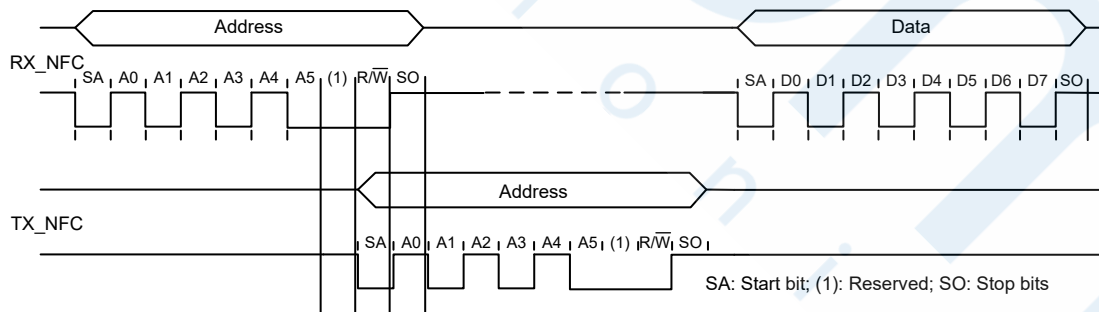 Address Data
RX_NFC
SA A0 A1 A2 A3 A4 A5 (1) R/W̅ SO SA D0 D1 D2 D3 D4 D5 D6 D7 SO
Address
TX_NFC
SA A0 A1 A2 A3 A4 A5 (1) R/W̅ SO
SA: Start bit; (1): Reserved; SO: Stop bits